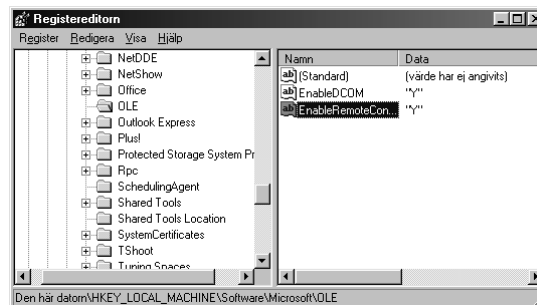 Registereditorn
Register Redigera Visa Hjälp
NetDDE
NetShow
Office
OLE
Outlook Express
Plus!
Protected Storage System Pr
Rpc
SchedulingAgent
Shared Tools
Shared Tools Location
SystemCertificates
TShoot
Tuning Spaces
Namn Data
(Standard) (värde har ej angivits)
EnableDCOM "Y"
EnableRemoteCon... "Y"
Den här datorn\HKEY_LOCAL_MACHINE\Software\Microsoft\OLE